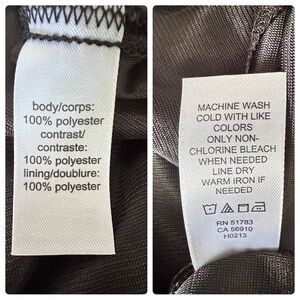 body/corps:
100% polyester
contrast/
contraste:
100% polyester
lining/doublure:
100% polyester
MACHINE WASH
COLD WITH LIKE
COLORS
ONLY NON-
CHLORINE BLEACH
WHEN NEEDED
LINE DRY
WARM IRON IF
NEEDED
RN 51783
CA 56910
H0213